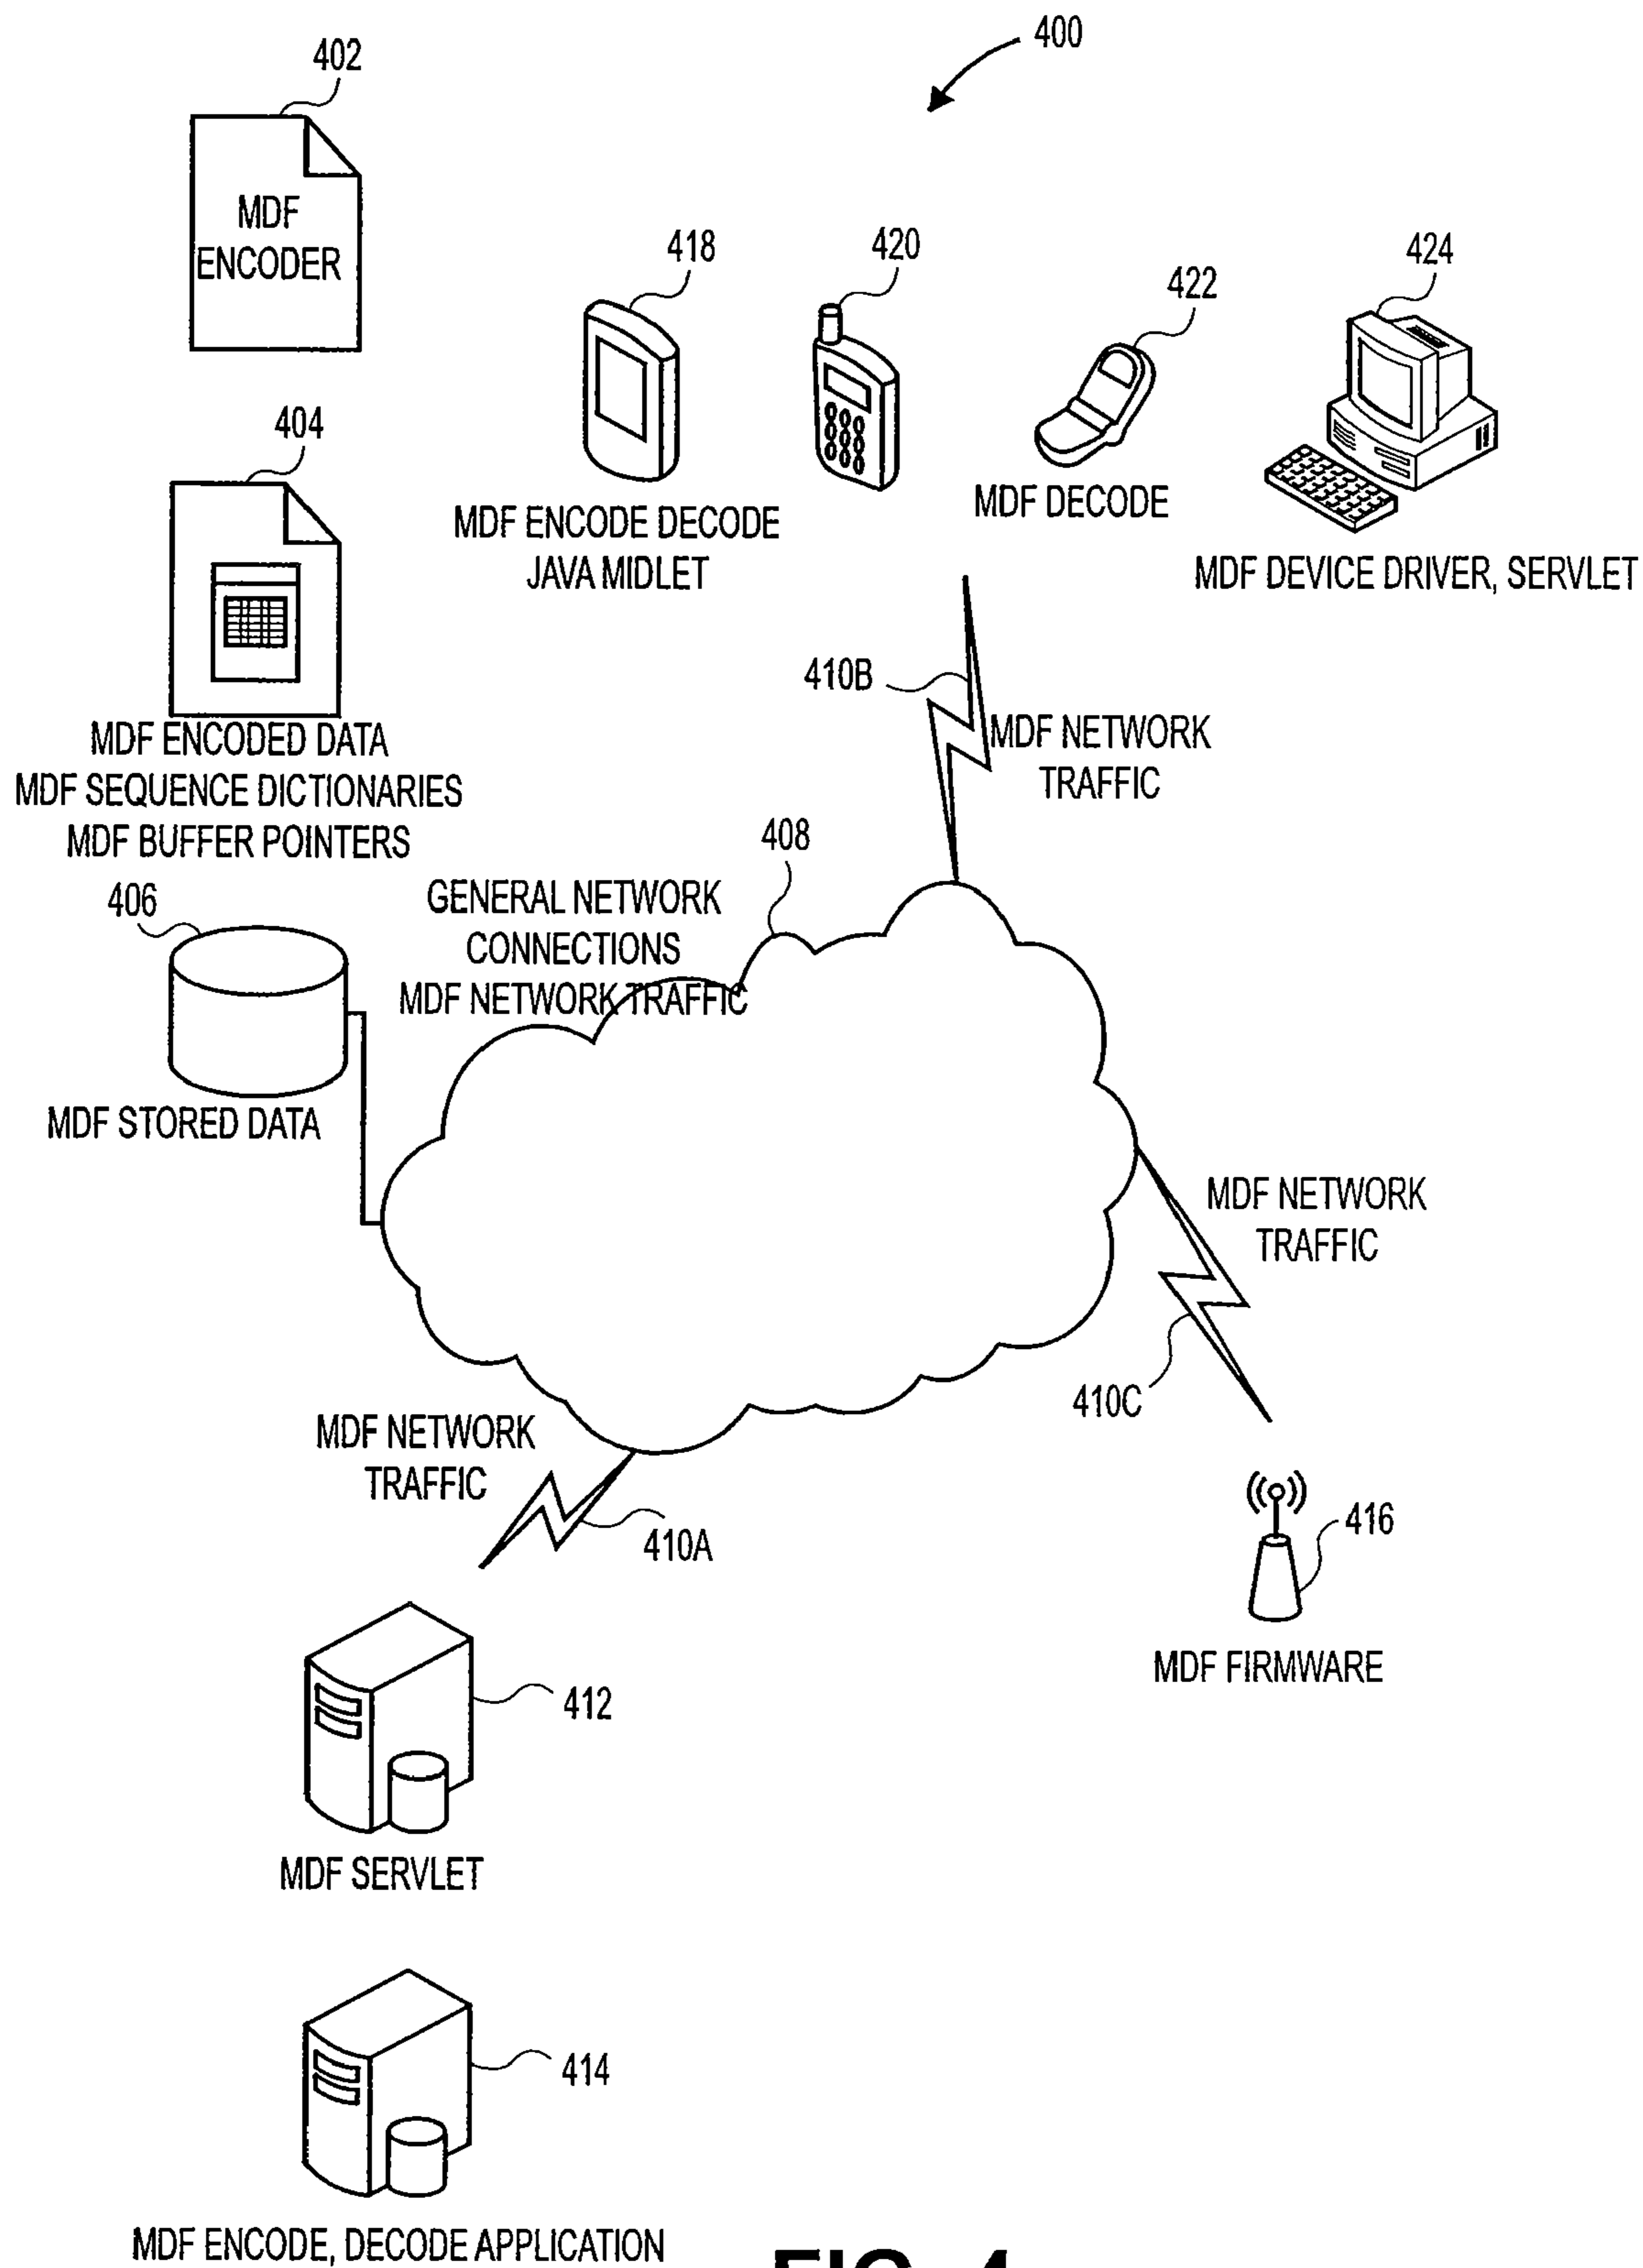 400
402
MDF
ENCODER
418
420
422
424
404
MDF DECODE
MDF ENCODE DECODE
JAVA MIDLET
MDF DEVICE DRIVER, SERVLET
410B
MDF NETWORK
TRAFFIC
MDF ENCODED DATA
MDF SEQUENCE DICTIONARIES
MDF BUFFER POINTERS
408
406
GENERAL NETWORK
CONNECTIONS
MDF NETWORK TRAFFIC
MDF STORED DATA
MDF NETWORK
TRAFFIC
410C
MDF NETWORK
TRAFFIC
410A
416
MDF FIRMWARE
412
MDF SERVLET
414
MDF ENCODE, DECODE APPLICATION